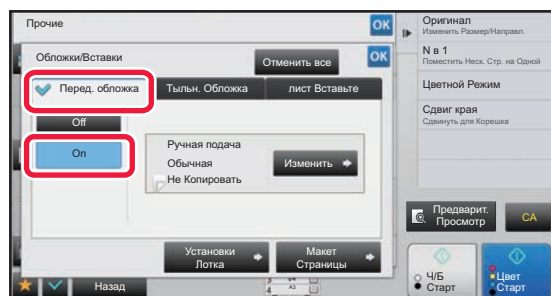 Прочие
OK
Обложки/Вставки
Отменить все
OK
Перед. обложка
Тыльн. Обложка
лист Вставьте
Off
On
Ручная подача
Обычная
Не Копировать
Изменить
Установки
Лотка
Макет
Страницы
Назад
A3
Оригинал
Изменить Размер/Направл.
N в 1
Поместить Неск. Стр. на Одной
Цветной Режим
Сдвиг края
Сдвинуть для Корешка
Предварит.
Просмотр
CA
Ч/Б
Старт
Цвет
Старт